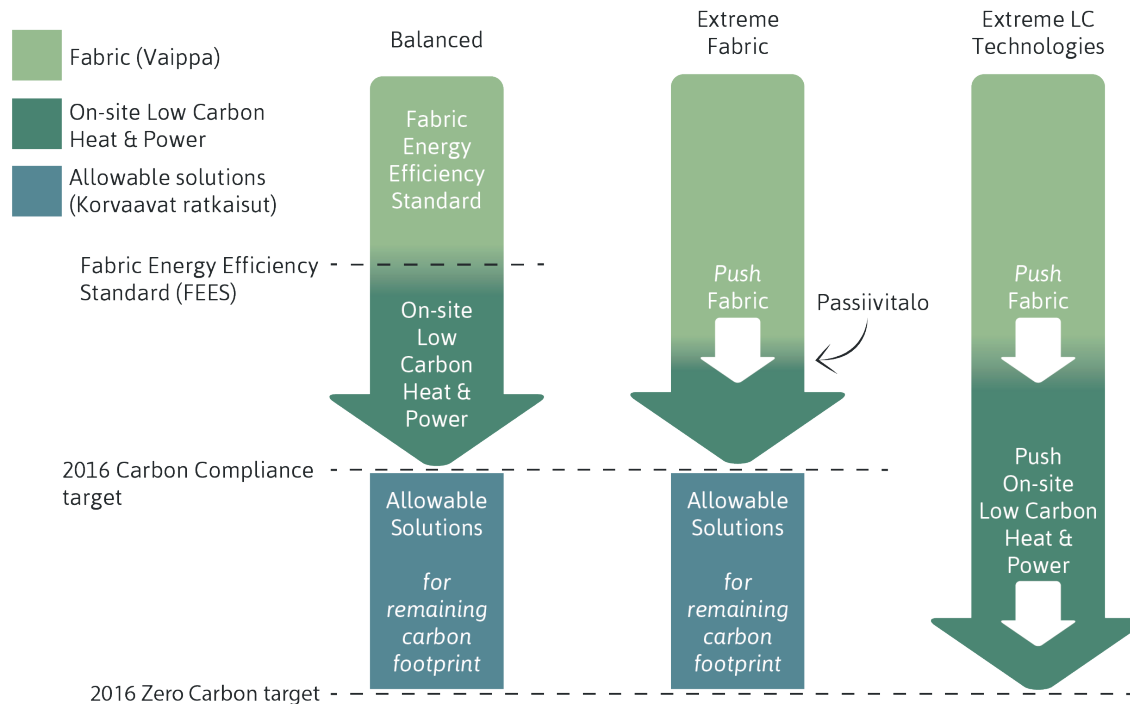 Fabric (Vaippa)
On-site Low Carbon
Heat & Power
Allowable solutions
(Korvaavat ratkaisut)
Balanced
Fabric
Energy
Efficiency
Standard
Fabric Energy Efficiency
Standard (FEES)
On-site
Low
Carbon
Heat &
Power
2016 Carbon Compliance
target
Allowable
Solutions
for
remaining
carbon
footprint
2016 Zero Carbon target
Extreme
Fabric
Push
Fabric
Passiivitalo
Allowable
Solutions
for
remaining
carbon
footprint
Extreme LC
Technologies
Push
Fabric
Push
On-site
Low Carbon
Heat &
Power